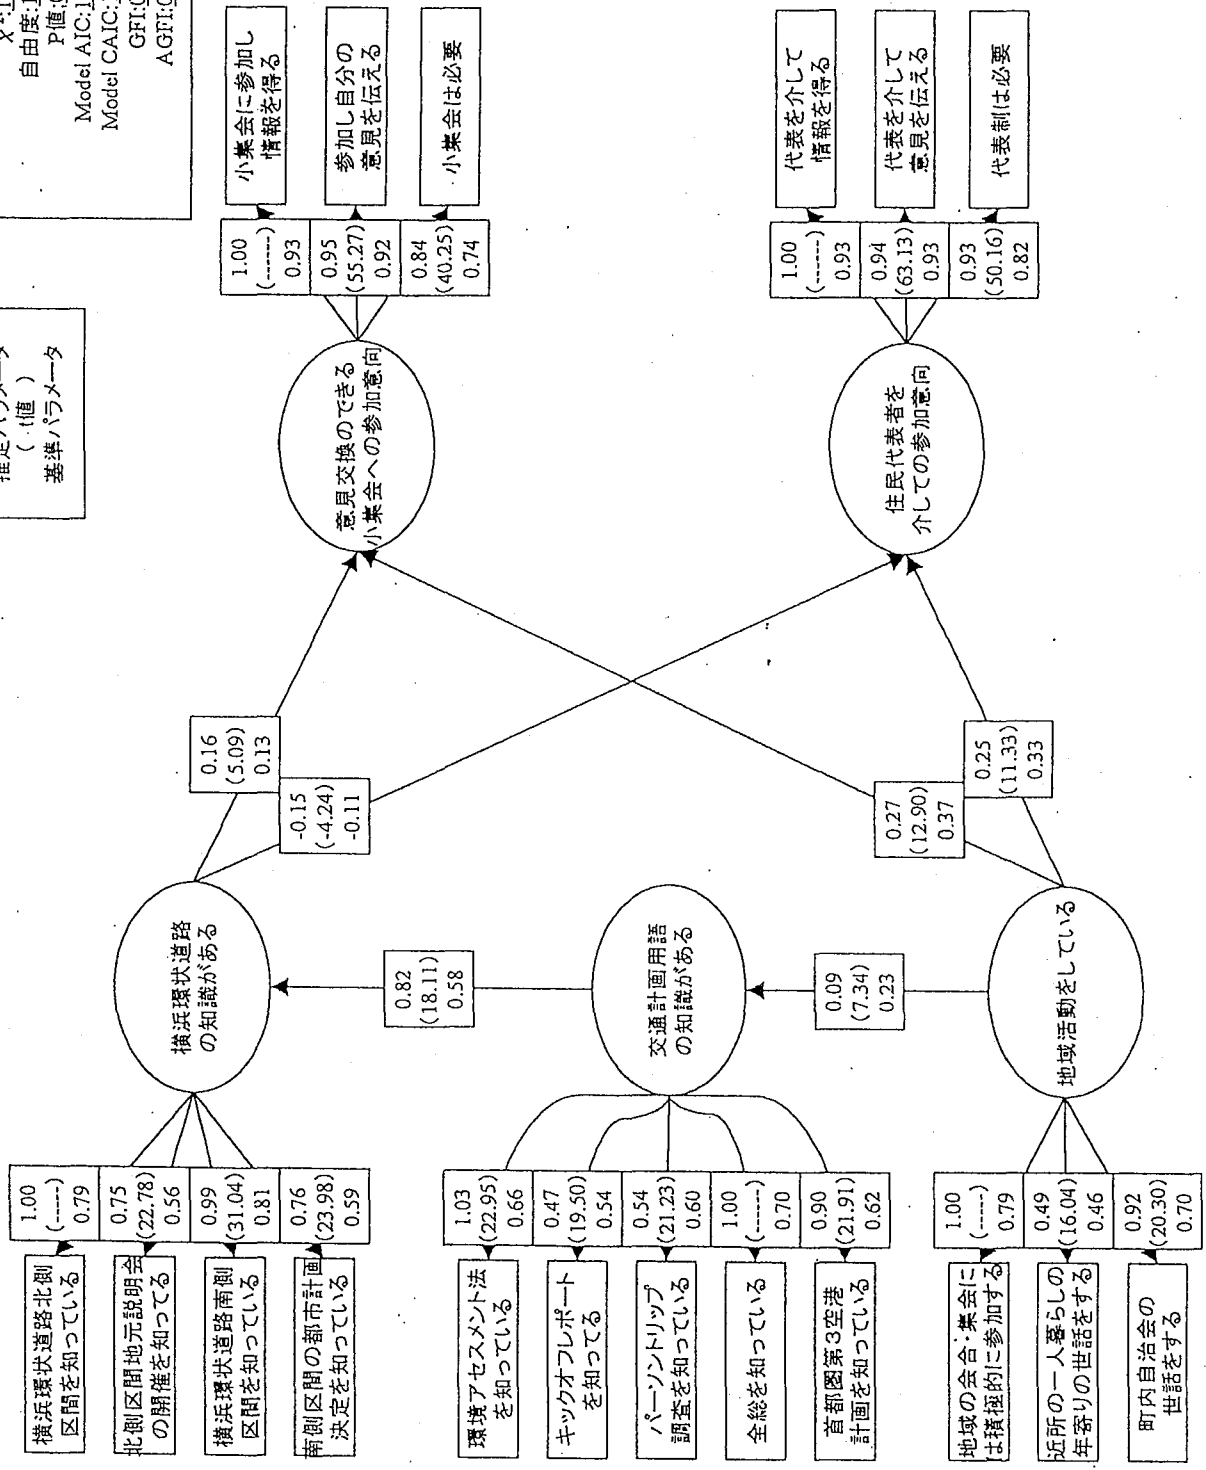 χ²:1
自由度:1
P値:0
Model AIC:1
Model CAIC:
GFI:0
AGFI:0
推定パラメータ
( t値 )
基準パラメータ
横浜環状道路北側
区間を知っている
1.00
(-----)
0.79
北側区間地元説明会
の開催を知ってる
0.75
(22.78)
0.56
横浜環状道路南側
区間を知っている
0.99
(31.04)
0.81
南側区間の都市計画
決定を知っている
0.76
(23.98)
0.59
横浜環状道路
の知識がある
0.16
(5.09)
0.13
-0.15
(-4.24)
-0.11
意見交換のできる
小集会への参加意向
1.00
(-----)
0.93
小集会に参加し
情報を得る
0.95
(55.27)
0.92
参加し自分の
意見を伝える
0.84
(40.25)
0.74
小集会は必要
0.82
(18.11)
0.58
環境アセスメント法
を知っている
1.03
(22.95)
0.66
キックオフレポート
を知ってる
0.47
(19.50)
0.54
パーソントリップ
調査を知っている
0.54
(21.23)
0.60
全総を知っている
1.00
(-----)
0.70
首都圏第3空港
計画を知っている
0.90
(21.91)
0.62
交通計画用語
の知識がある
0.09
(7.34)
0.23
地域の会合・集会に
は積極的に参加する
1.00
(-----)
0.79
近所の一人暮らしの
年寄りの世話をする
0.49
(16.04)
0.46
町内自治会の
世話をする
0.92
(20.30)
0.70
地域活動をしている
0.27
(12.90)
0.37
0.25
(11.33)
0.33
住民代表者を
介しての参加意向
1.00
(-----)
0.93
代表を介して
情報を得る
0.94
(63.13)
0.93
代表を介して
意見を伝える
0.93
(50.16)
0.82
代表制は必要